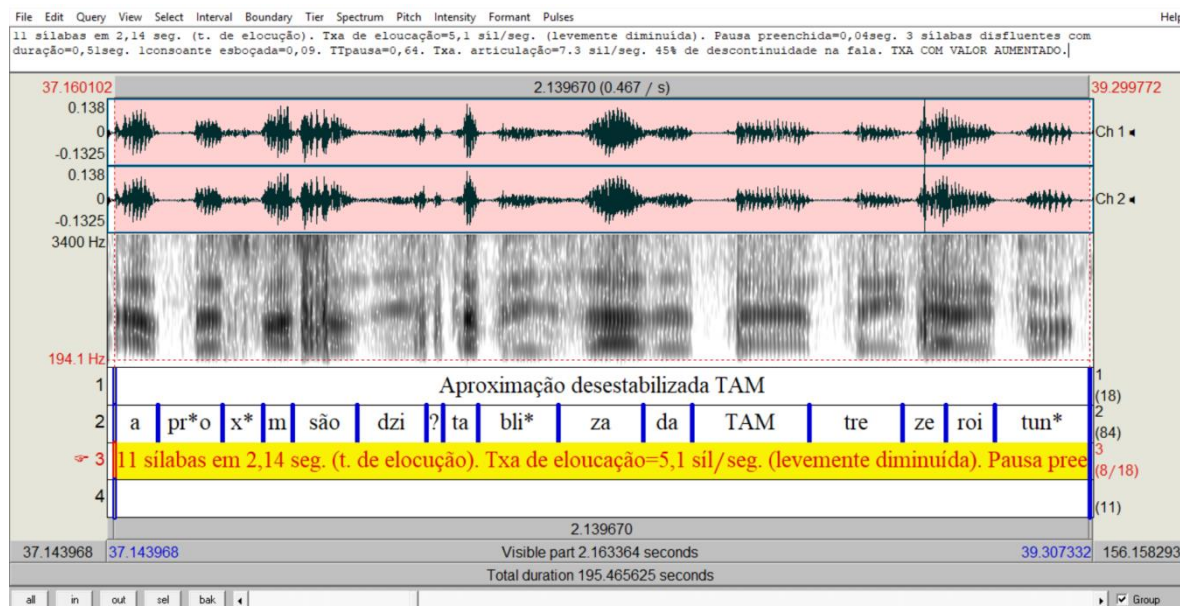 File Edit Query View Select Interval Boundary Tier Spectrum Pitch Intensity Formant Pulses Help
11 sílabas em 2,14 seg. (t. de elocução). Txa de eloucação=5,1 síl/seg. (levemente diminuída). Pausa preenchida=0,04seg. 3 sílabas disfluentes com
duração=0,51seg. 1consoante esboçada=0,09. TTpausa=0,64. Txa. articulação=7.3 síl/seg. 45% de descontinuidade na fala. TXA COM VALOR AUMENTADO.
37.160102 2.139670 (0.467 / s) 39.299772
0.138
0 Ch 1
-0.1325
0.138
0 Ch 2
-0.1325
3400 Hz
194.1 Hz
1 Aproximação desestabilizada TAM 1
(18)
2 a pr*o x* m são dzi ? ta bli* za da TAM tre ze roi tun* 2
(84)
3 11 sílabas em 2,14 seg. (t. de elocução). Txa de eloucação=5,1 síl/seg. (levemente diminuída). Pausa pree 3
(8/18)
4
(11)
2.139670
37.143968 37.143968 Visible part 2.163364 seconds 39.307332 156.158293
Total duration 195.465625 seconds
all in out sel bak Group